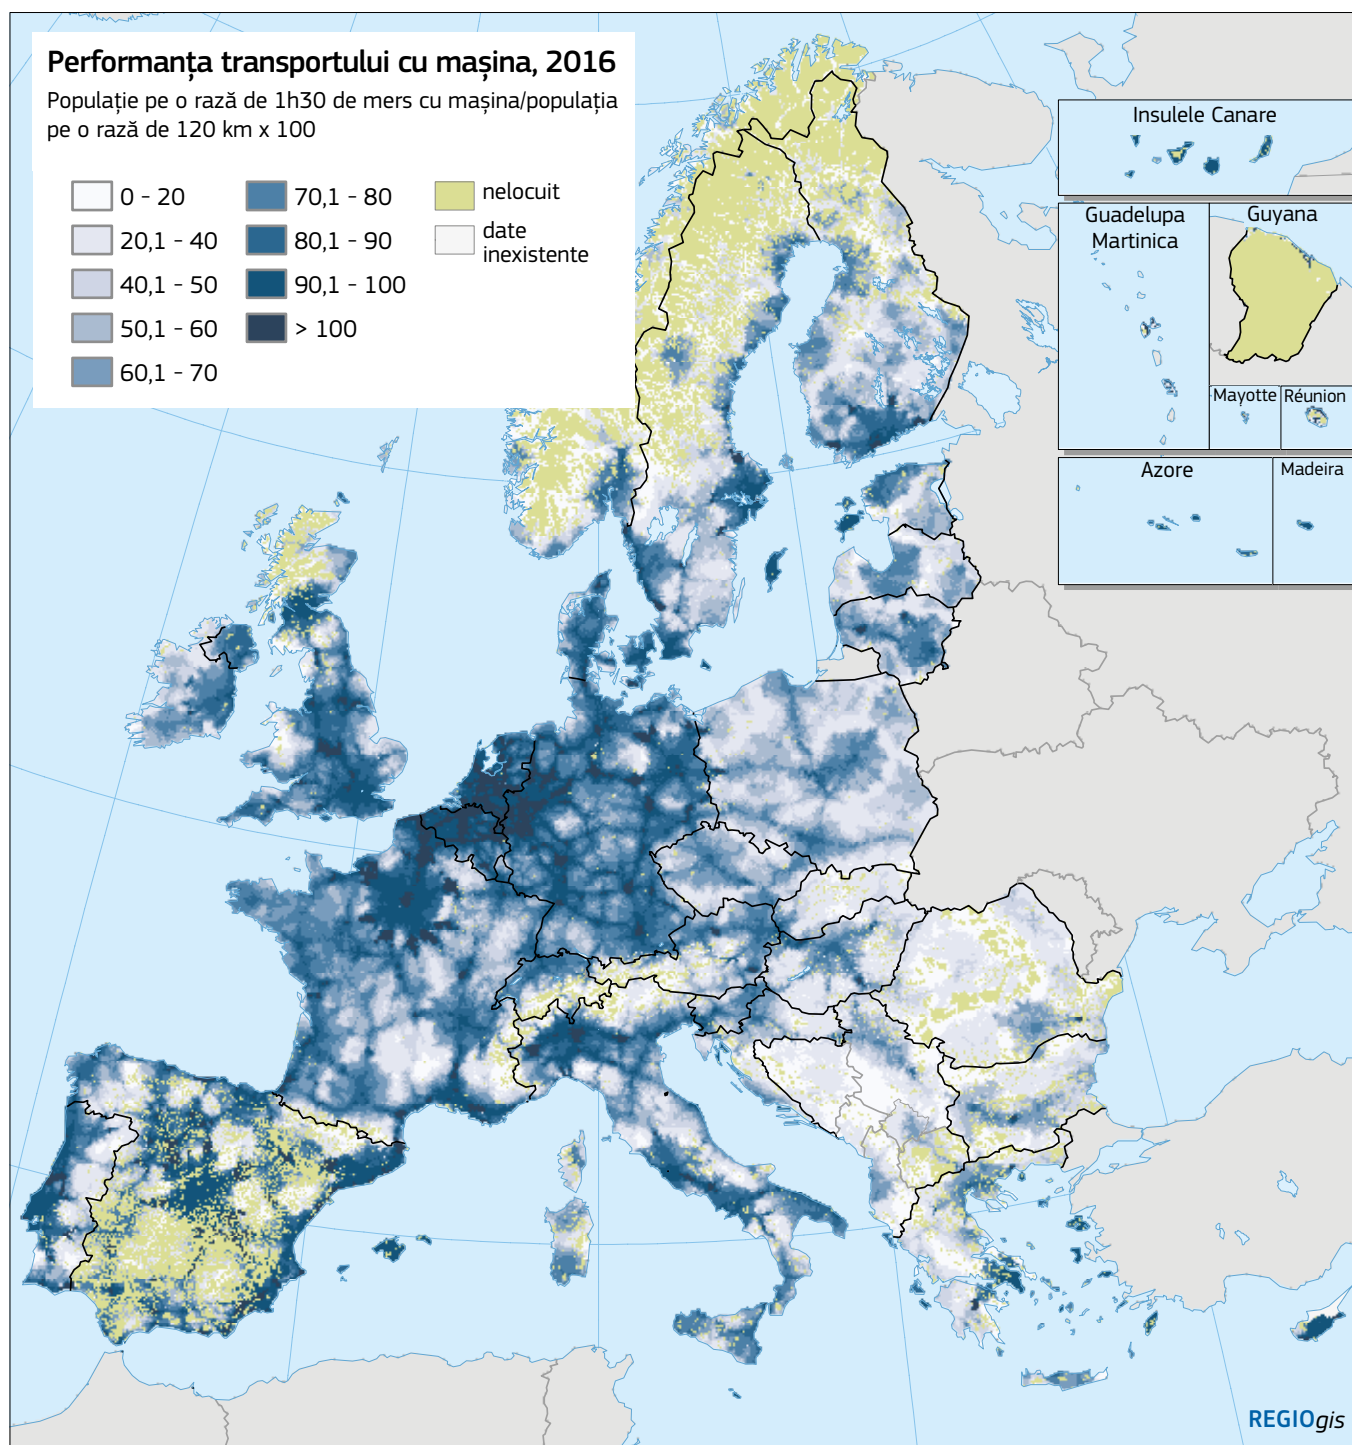 Performanța transportului cu mașina, 2016
Populație pe o rază de 1h30 de mers cu mașina/populația
pe o rază de 120 km x 100
0 - 20
20,1 - 40
40,1 - 50
50,1 - 60
60,1 - 70
70,1 - 80
80,1 - 90
90,1 - 100
> 100
nelocuit
date
inexistente
Insulele Canare
Guadelupa
Martinica
Guyana
Mayotte
Réunion
Azore
Madeira
REGIOgis